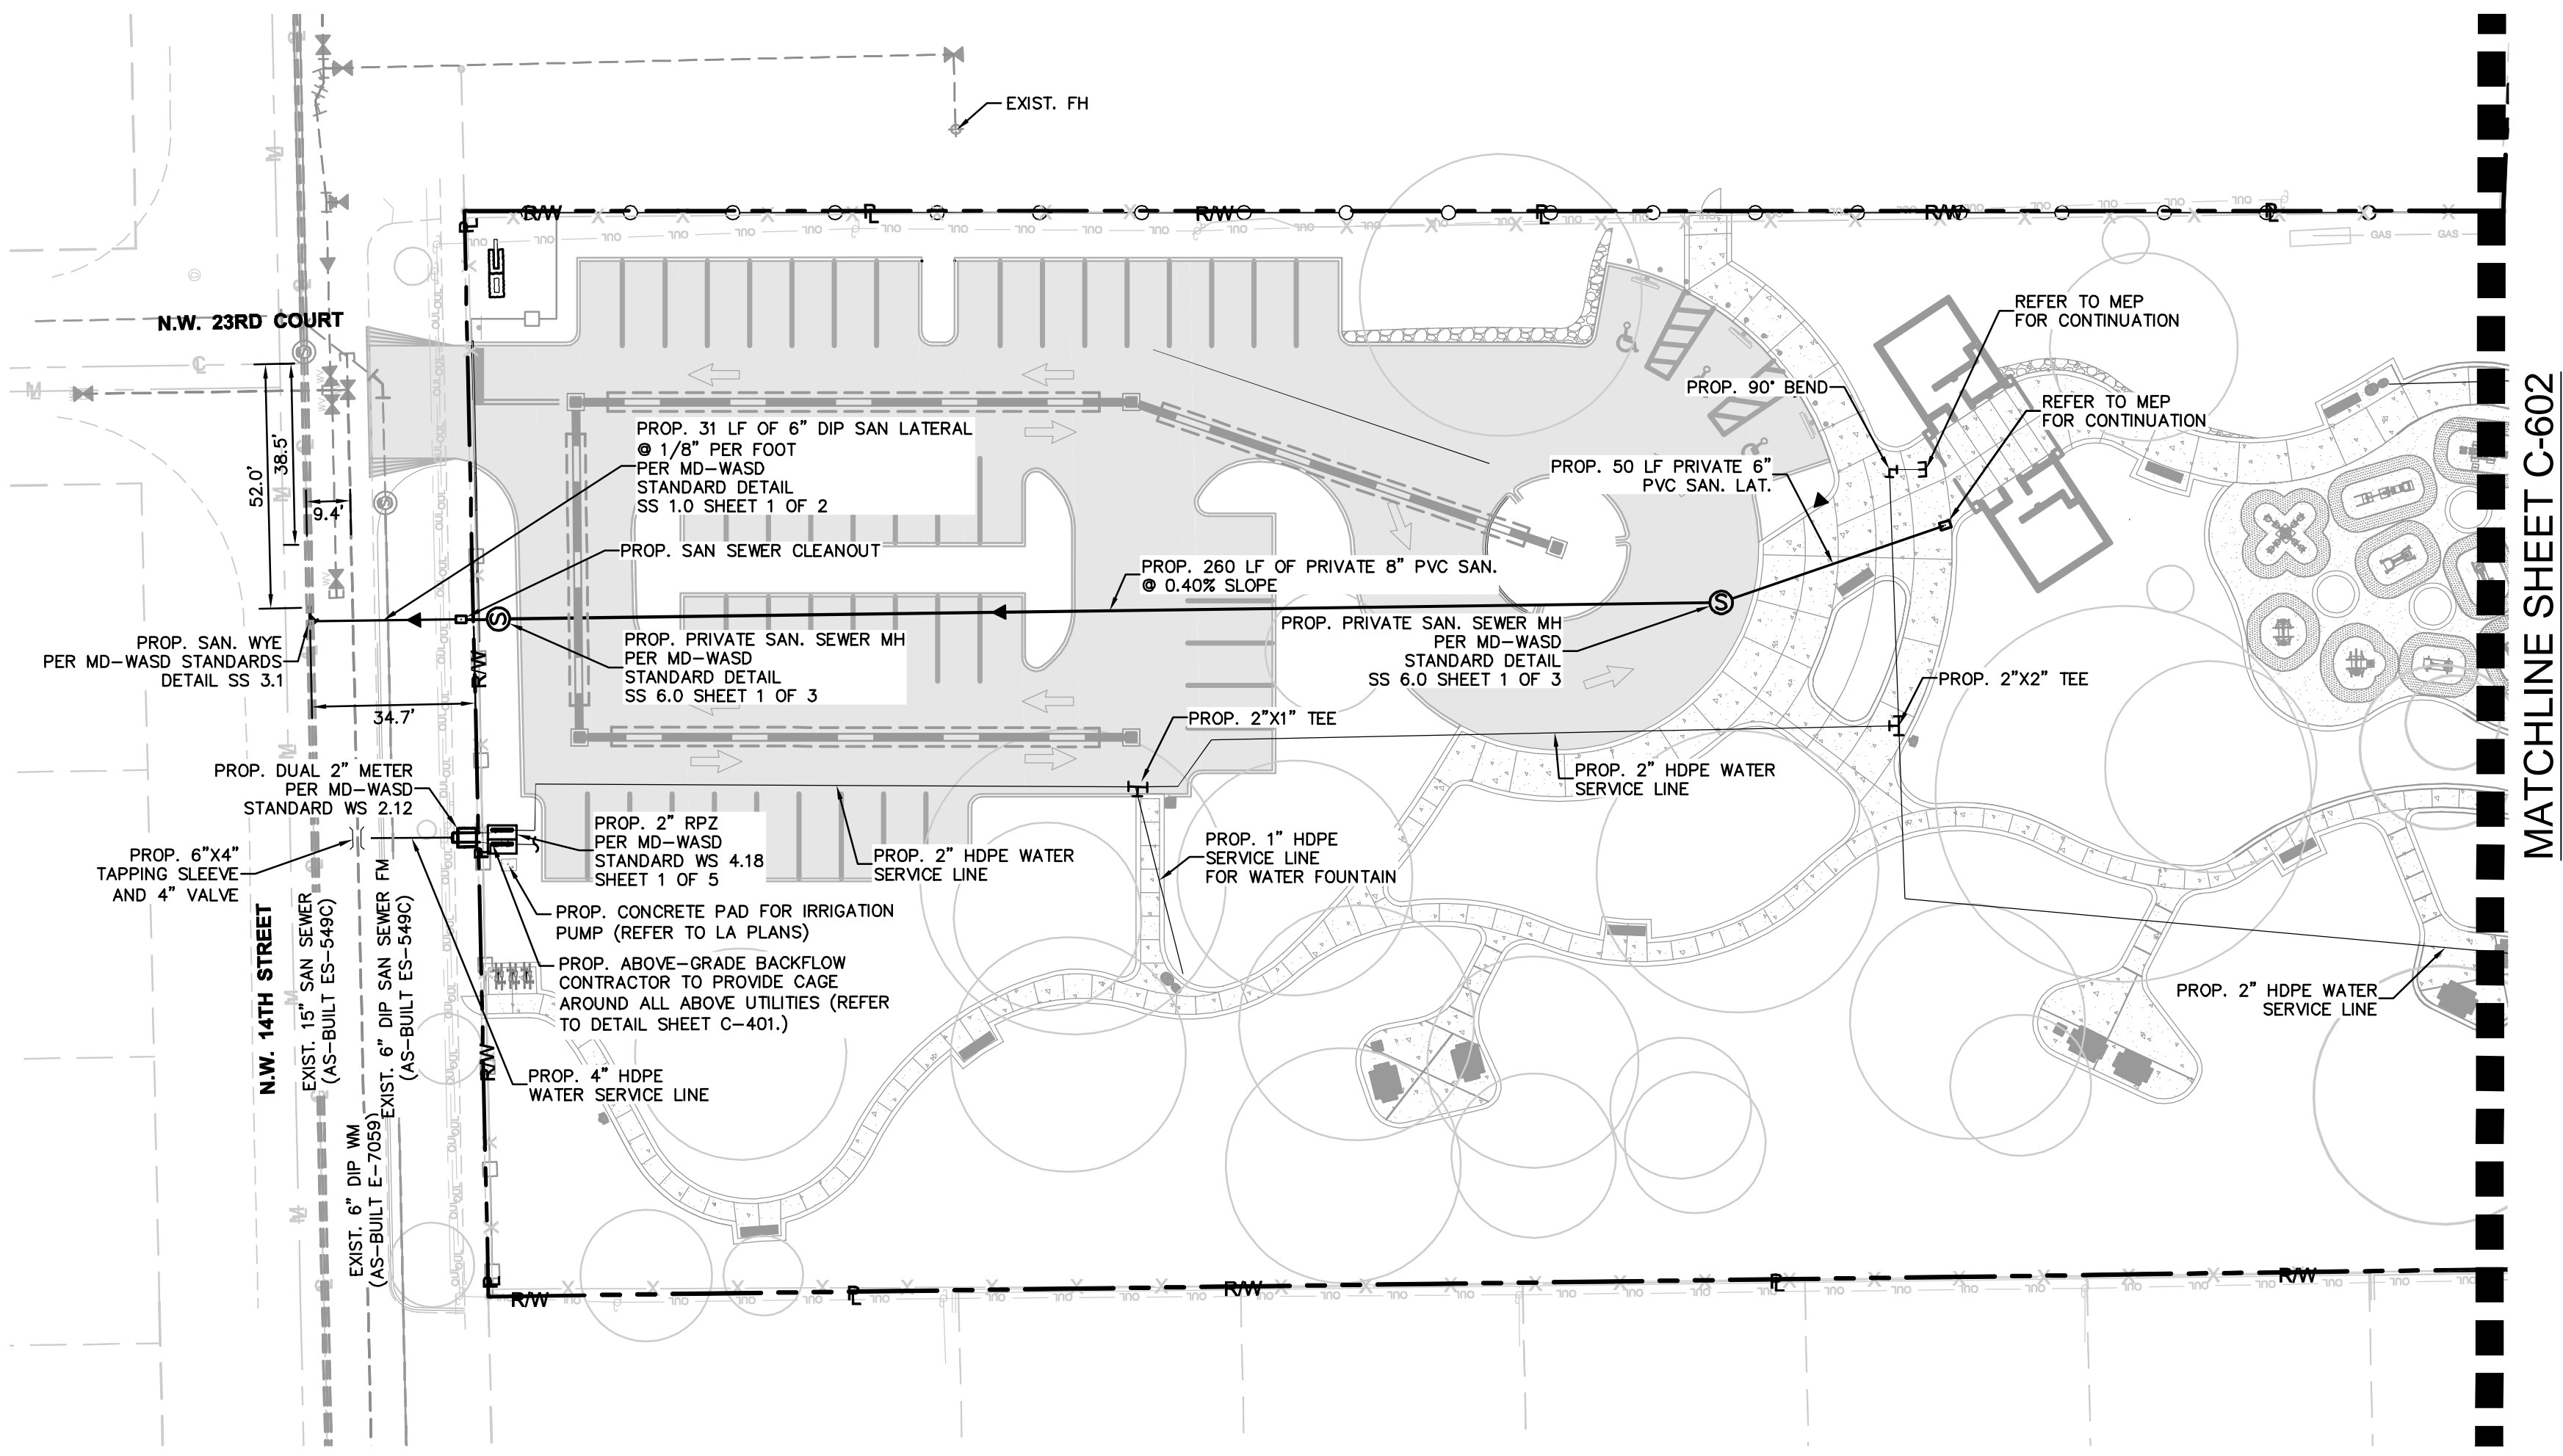 EXIST. FH
R/W
R/W
R/W
GAS
GAS
N.W. 23RD COURT
REFER TO MEP
FOR CONTINUATION
PROP. 90° BEND
REFER TO MEP
FOR CONTINUATION
52.0'
38.5'
9.4'
PROP. 31 LF OF 6" DIP SAN LATERAL
@ 1/8" PER FOOT
PER MD-WASD
STANDARD DETAIL
SS 1.0 SHEET 1 OF 2
PROP. 50 LF PRIVATE 6"
PVC SAN. LAT.
PROP. SAN SEWER CLEANOUT
PROP. 260 LF OF PRIVATE 8" PVC SAN.
@ 0.40% SLOPE
MATCHLINE SHEET C-602
PROP. SAN. WYE
PER MD-WASD STANDARDS
DETAIL SS 3.1
S
S
R/W
PROP. PRIVATE SAN. SEWER MH
PER MD-WASD
STANDARD DETAIL
SS 6.0 SHEET 1 OF 3
PROP. PRIVATE SAN. SEWER MH
PER MD-WASD
STANDARD DETAIL
SS 6.0 SHEET 1 OF 3
34.7'
PROP. 2"X2" TEE
PROP. 2"X1" TEE
PROP. DUAL 2" METER
PER MD-WASD
STANDARD WS 2.12
PROP. 2" HDPE WATER
SERVICE LINE
PROP. 6"X4"
TAPPING SLEEVE
AND 4" VALVE
PROP. 2" RPZ
PER MD-WASD
STANDARD WS 4.18
SHEET 1 OF 5
PROP. 2" HDPE WATER
SERVICE LINE
PROP. 1" HDPE
SERVICE LINE
FOR WATER FOUNTAIN
PROP. CONCRETE PAD FOR IRRIGATION
PUMP (REFER TO LA PLANS)
PROP. ABOVE-GRADE BACKFLOW
CONTRACTOR TO PROVIDE CAGE
AROUND ALL ABOVE UTILITIES (REFER
TO DETAIL SHEET C-401.)
PROP. 2" HDPE WATER
SERVICE LINE
N.W. 14TH STREET
EXIST. 15" SAN SEWER
(AS-BUILT ES-549C)
EXIST. 6" DIP SAN SEWER FM
(AS-BUILT ES-549C)
EXIST. 6" DIP WM
(AS-BUILT E-7059)
R/W
PROP. 4" HDPE
WATER SERVICE LINE
R/W
R/W
R/W